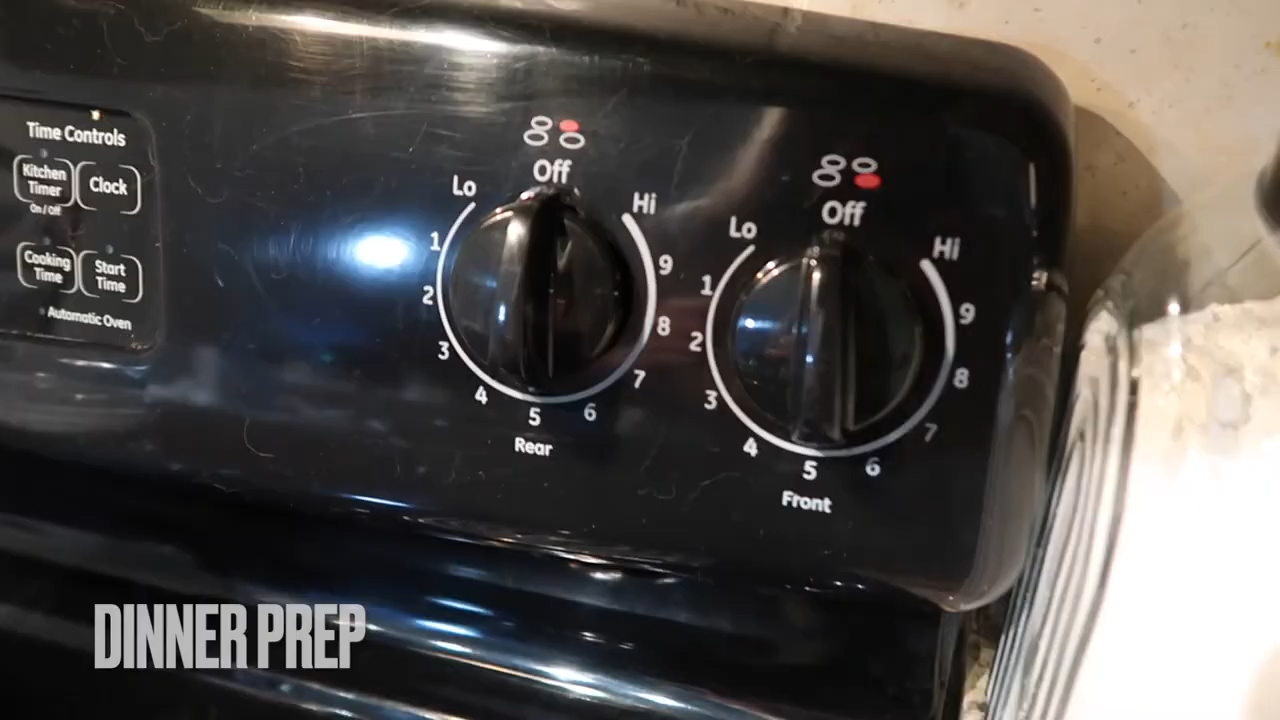 Time Controls
Kitchen Timer
Clock
On / Off
Cooking Time
Start Time
Automatic Oven
Off
Lo
Hi
1
2
3
4
5
6
7
8
9
Rear
Off
Lo
Hi
1
2
3
4
5
6
7
8
9
Front
DINNER PREP